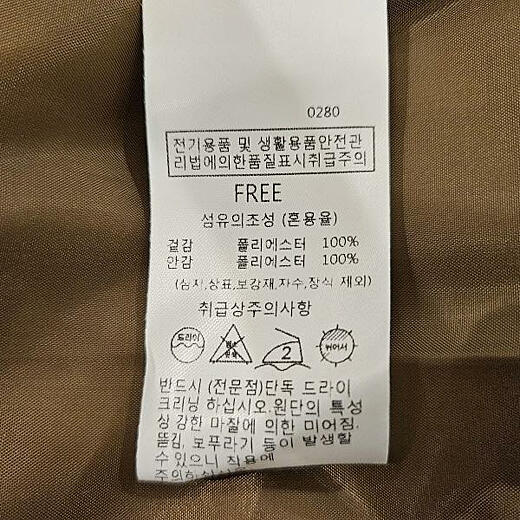 0280
전기용품 및 생활용품안전관
리법에의한품질표시취급주의
FREE
섬유의조성 (혼용율)
겉감 폴리에스터 100%
안감 폴리에스터 100%
(심지,상표,보강재,자수,장식 제외)
취급상주의사항
드라이
2
뉘어서
반드시 (전문점)단독 드라이
크리닝 하십시오.원단의 특성
상 강한 마찰에 의한 미어짐.
뜯김, 보푸라기 등이 발생할
수 있으니 착용에